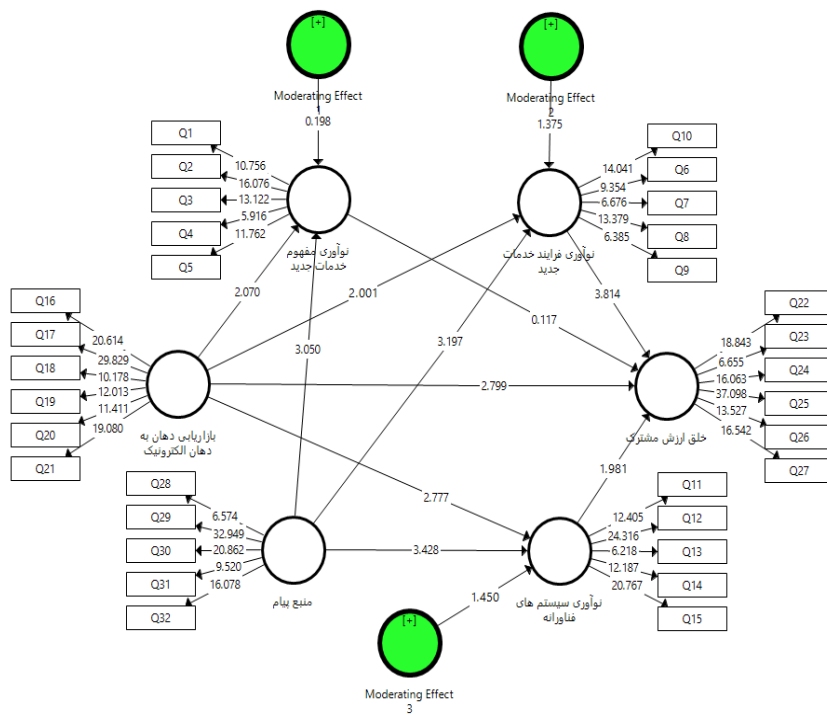 [+]
[+]
Moderating Effect
1
Moderating Effect
2
0.198
1.375
Q1
Q2
Q3
Q4
Q5
10.756
16.076
13.122
5.916
11.762
نوآوری مفهوم
خدمات جدید
Q10
Q6
Q7
Q8
Q9
14.041
9.354
6.676
13.379
6.385
نوآوری فرایند خدمات
جدید
2.070
2.001
3.050
3.197
0.117
3.814
Q16
Q17
Q18
Q19
Q20
Q21
20.614
29.829
10.178
12.013
11.411
19.080
بازاریابی دهان به
دهان الکترونیک
2.799
Q22
Q23
Q24
Q25
Q26
Q27
18.843
6.655
16.063
37.098
13.527
16.542
خلق ارزش مشترک
2.777
1.981
Q28
Q29
Q30
Q31
Q32
6.574
32.949
20.862
9.520
16.078
منبع پیام
3.428
Q11
Q12
Q13
Q14
Q15
12.405
24.316
6.218
12.187
20.767
نوآوری سیستم های
فناورانه
1.450
[+]
Moderating Effect
3